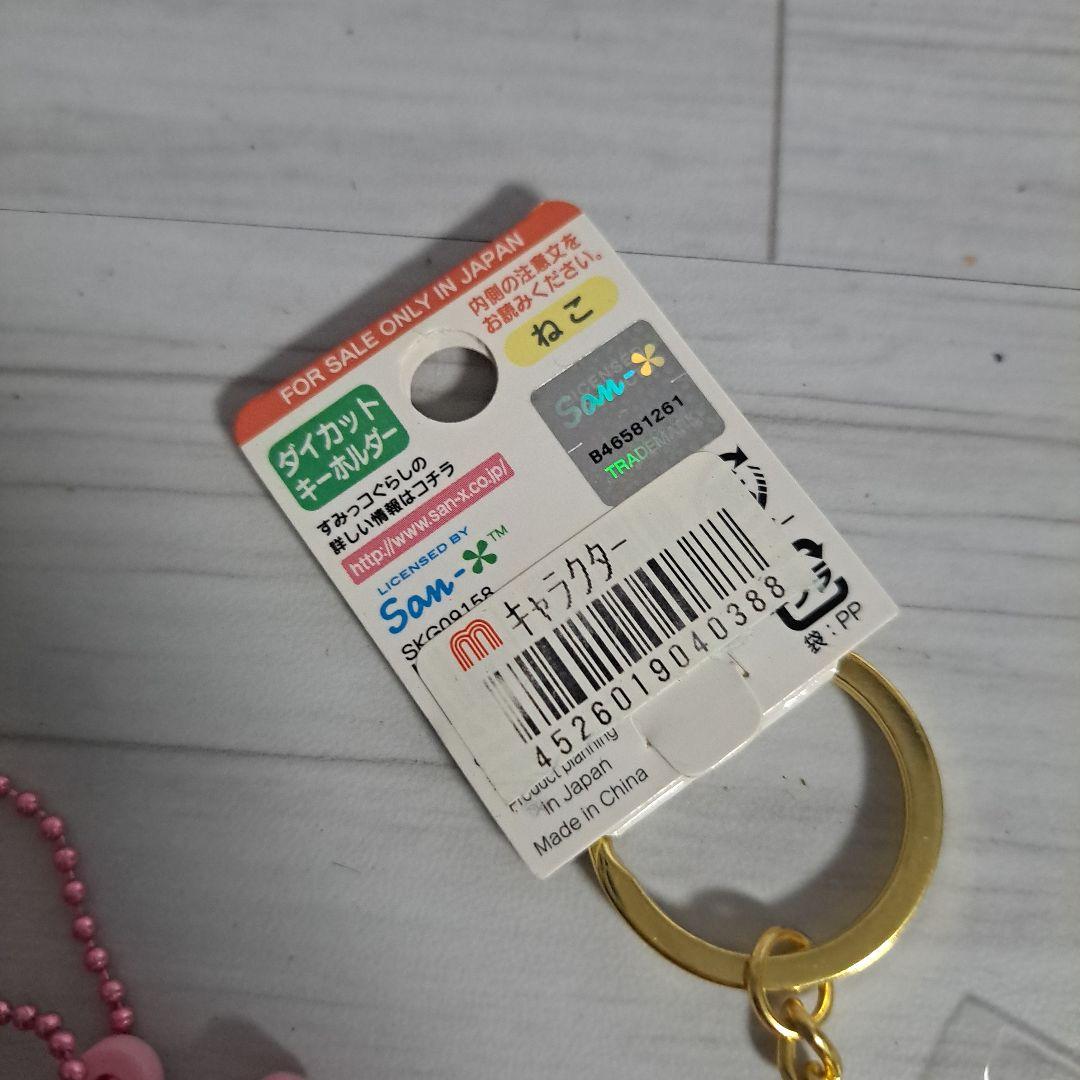 FOR SALE ONLY IN JAPAN
内側の注意文を
お読みください。
ねこ
ダイカット
キーホルダー
すみっコぐらしの
詳しい情報はコチラ
http://www.san-x.co.jp/
LICENSED BY
San-X™
SKG09158
LICENSED
San-X
B46581261
TRADEMARK
キャラクター
4526019040388
袋:PP
Product planning
in Japan
Made in China